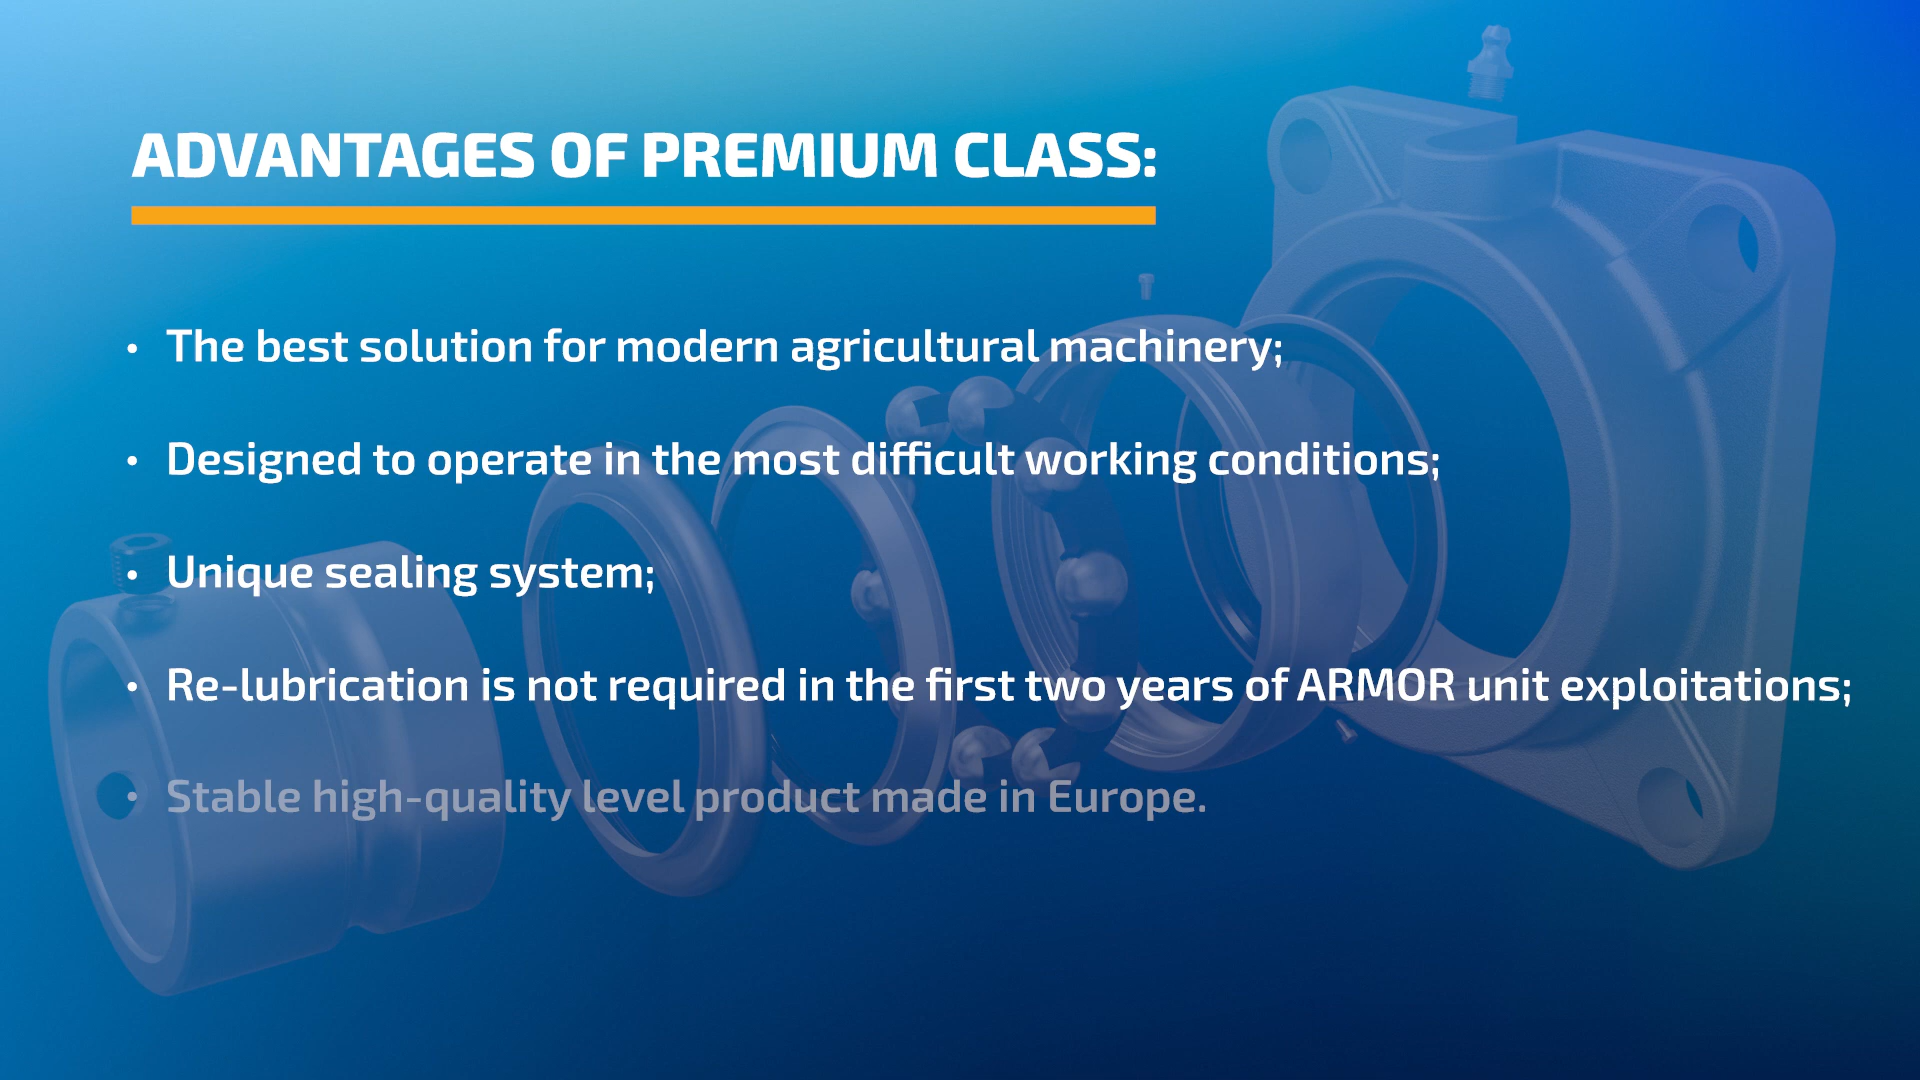 ADVANTAGES OF PREMIUM CLASS:
• The best solution for modern agricultural machinery;
• Designed to operate in the most difficult working conditions;
• Unique sealing system;
• Re-lubrication is not required in the first two years of ARMOR unit exploitations;
• Stable high-quality level product made in Europe.